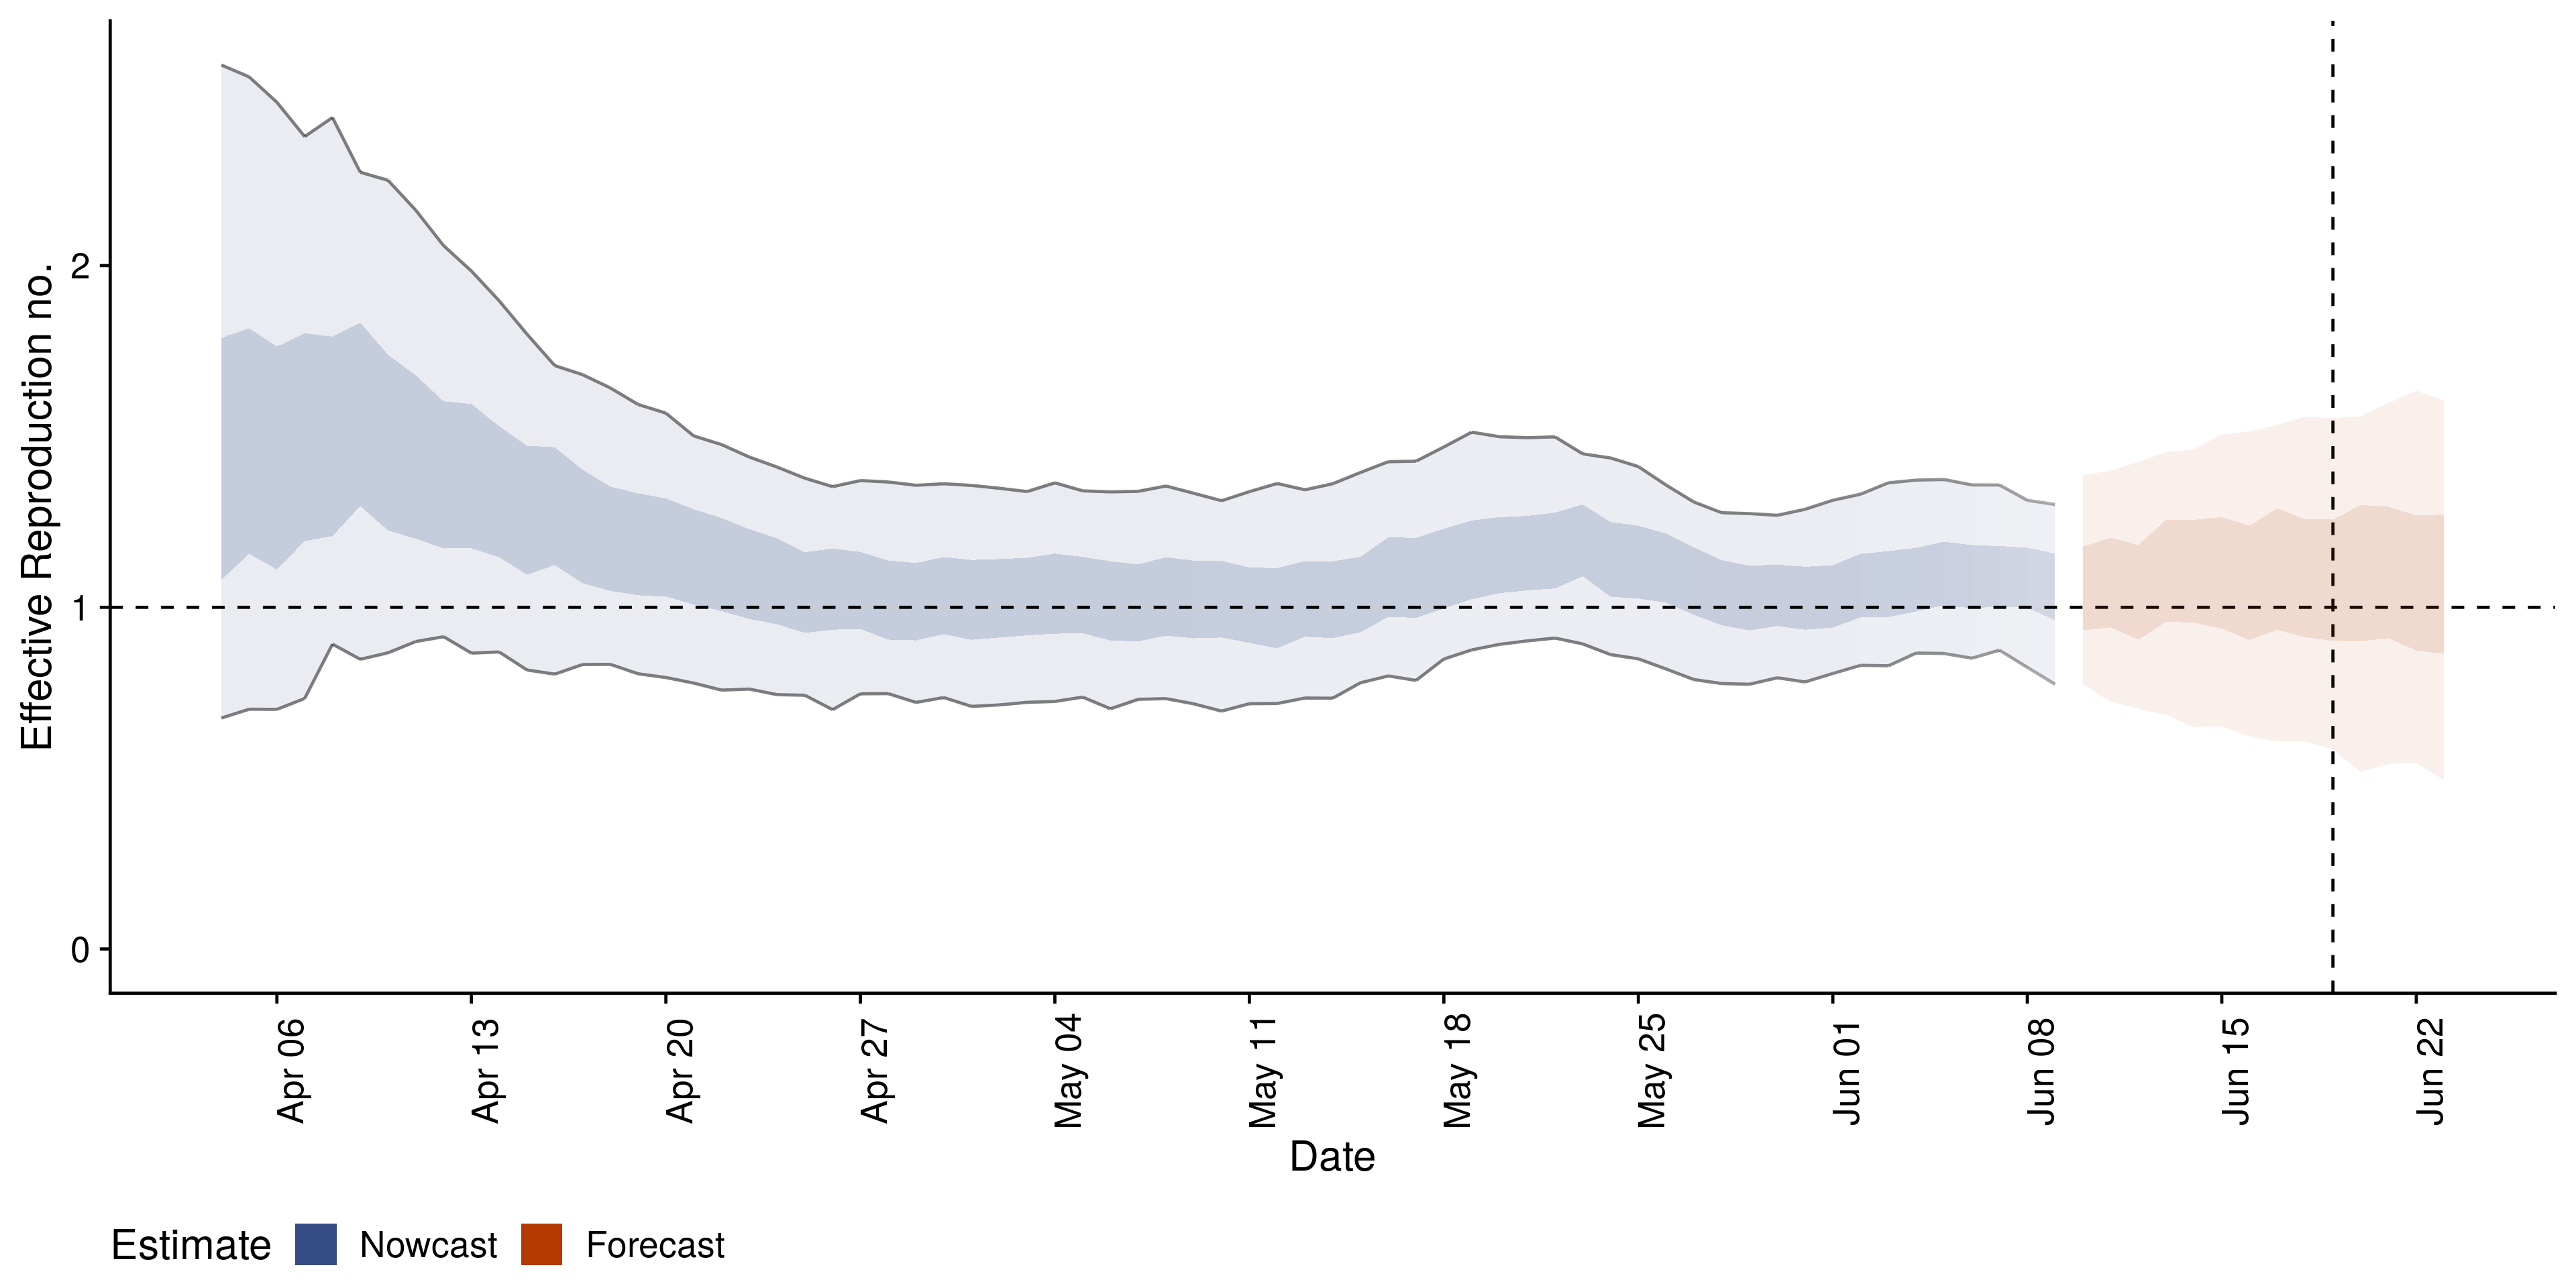 Effective Reproduction no.
2
1
0
Apr 06
Apr 13
Apr 20
Apr 27
May 04
May 11
May 18
May 25
Jun 01
Jun 08
Jun 15
Jun 22
Date
Estimate Nowcast Forecast